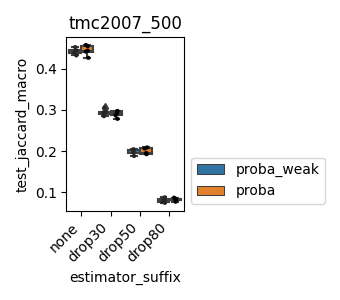 tmc2007_500
test_jaccard_macro
0.4
0.3
0.2
0.1
none
drop30
drop50
drop80
estimator_suffix
proba_weak
proba